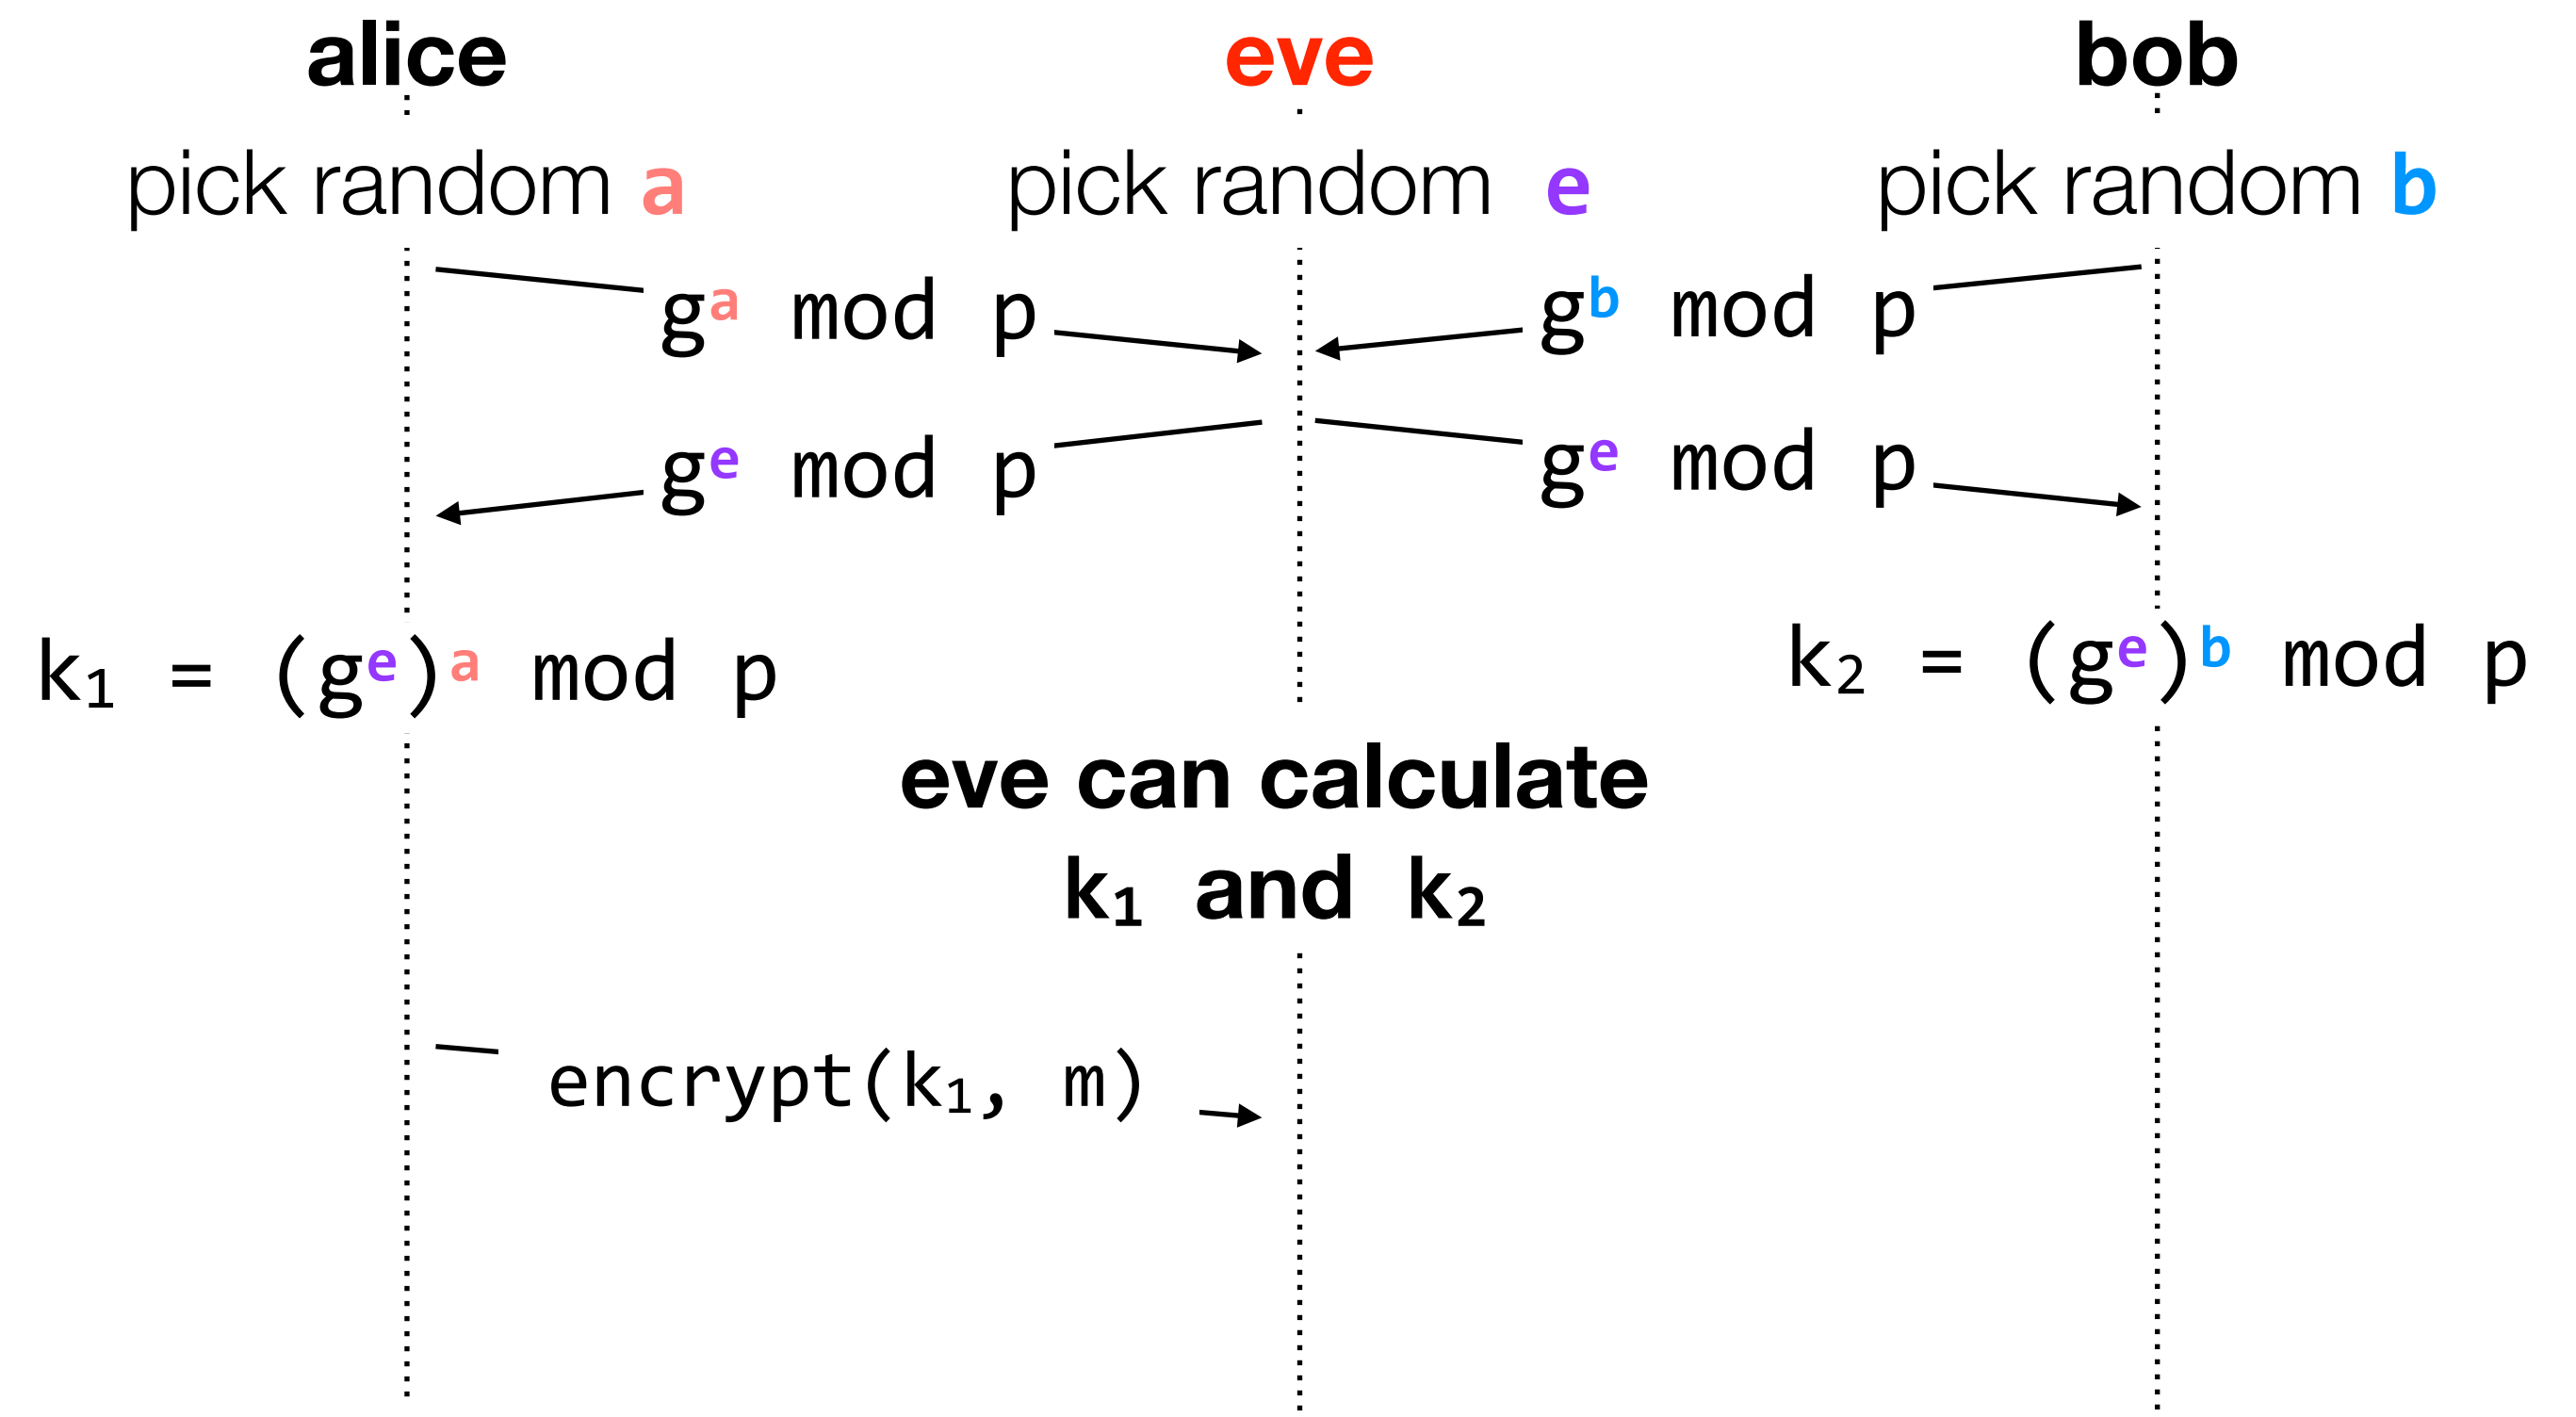 alice eve bob
pick random a pick random e pick random b
gᵃ mod p gᵇ mod p
gᵉ mod p gᵉ mod p
k₁ = (gᵉ)ᵃ mod p k₂ = (gᵉ)ᵇ mod p
eve can calculate
k₁ and k₂
encrypt(k₁, m)